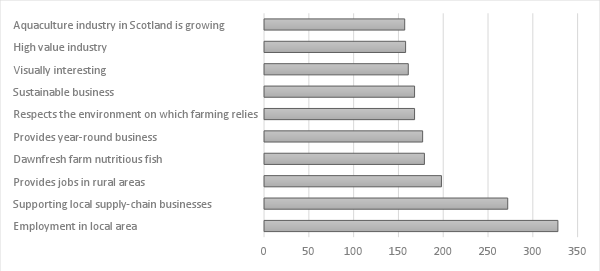 Aquaculture industry in Scotland is growing
High value industry
Visually interesting
Sustainable business
Respects the environment on which farming relies
Provides year-round business
Dawnfresh farm nutritious fish
Provides jobs in rural areas
Supporting local supply-chain businesses
Employment in local area
0 50 100 150 200 250 300 350